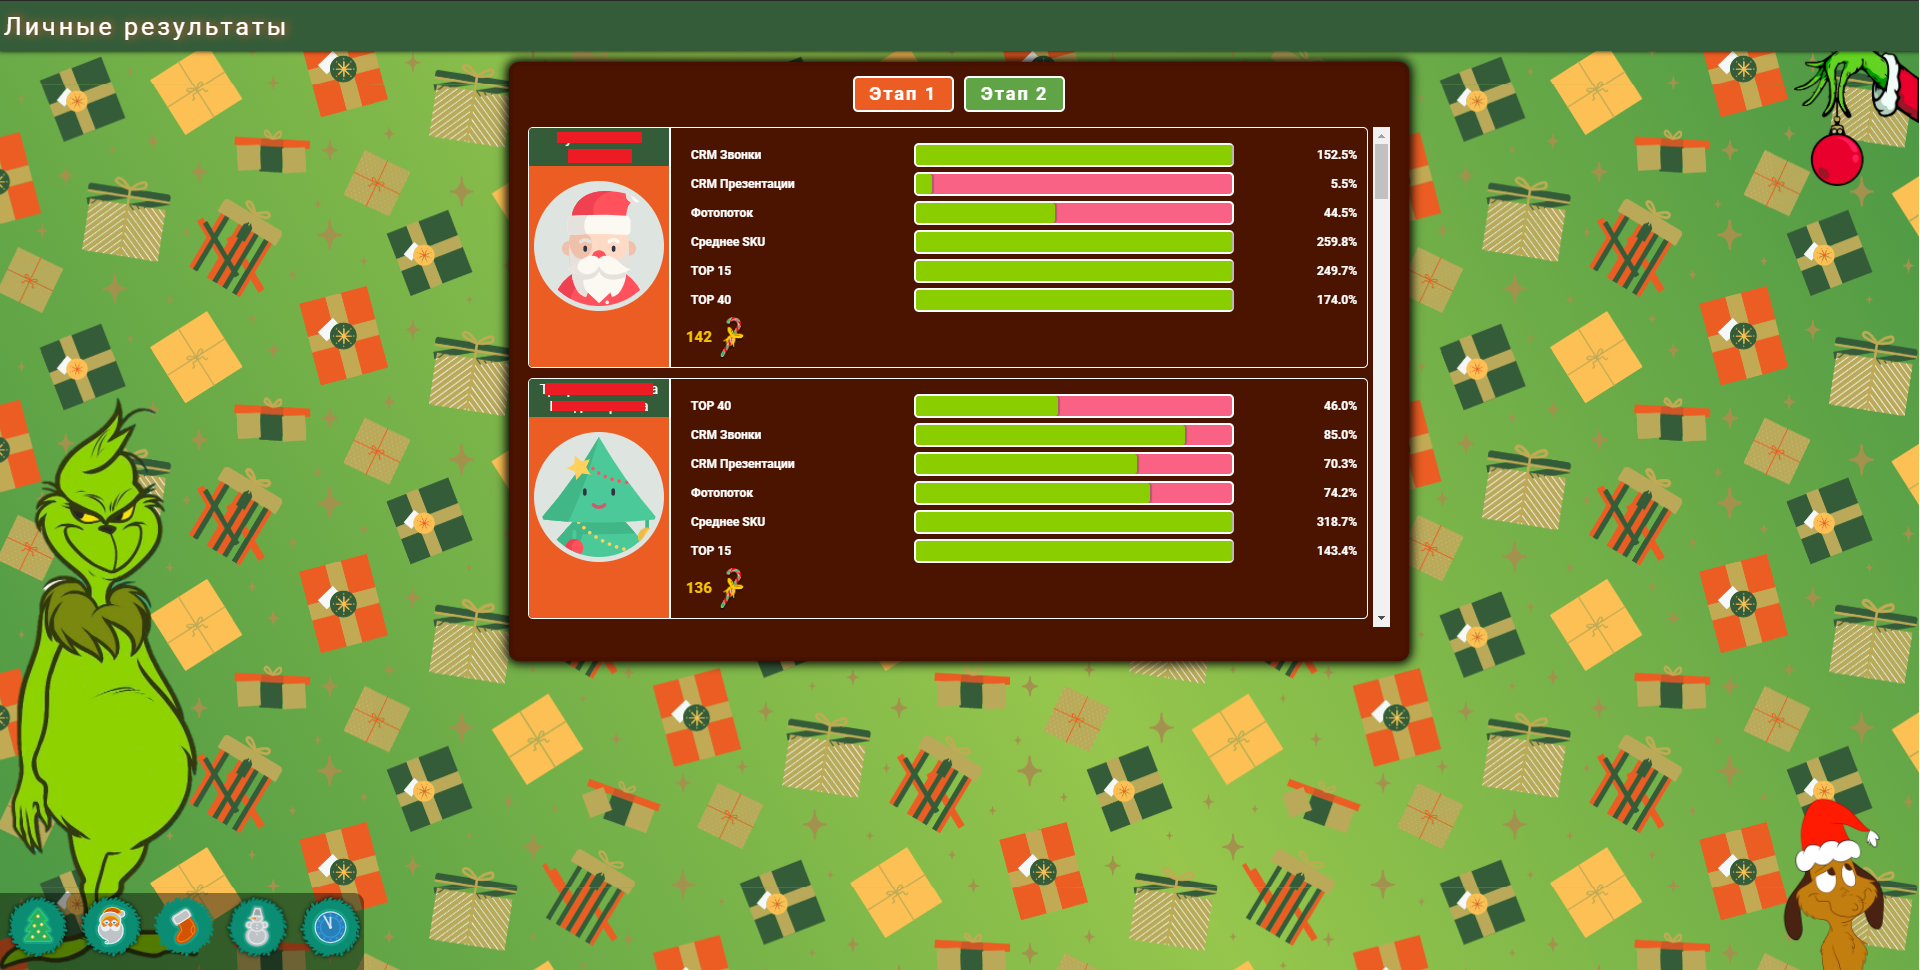 Личные результаты
Этап 1 Этап 2
CRM Звонки 152.5%
CRM Презентации 5.5%
Фотопоток 44.5%
Среднее SKU 259.8%
TOP 15 249.7%
TOP 40 174.0%
142
TOP 40 46.0%
CRM Звонки 85.0%
CRM Презентации 70.3%
Фотопоток 74.2%
Среднее SKU 318.7%
TOP 15 143.4%
136